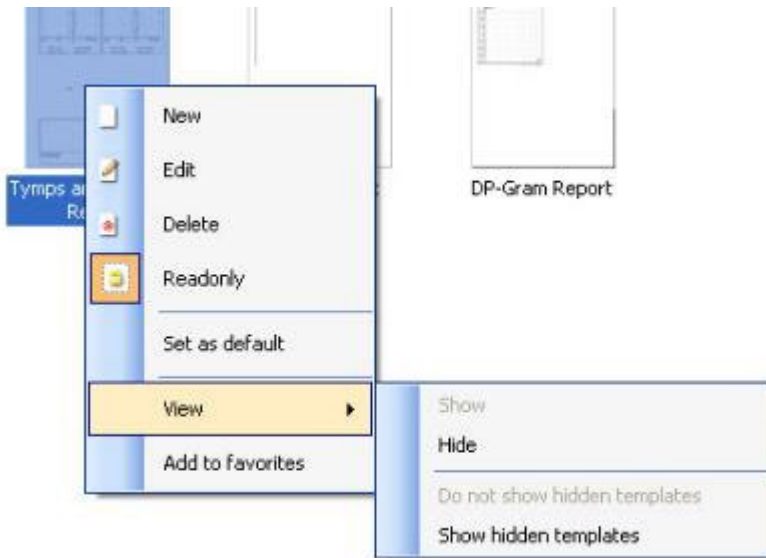 New
Edit
Tymps a
DP-Gram Report
Re
Delete
Readonly
Set as default
View
Show
Hide
Add to favorites
Do not show hidden templates
Show hidden templates